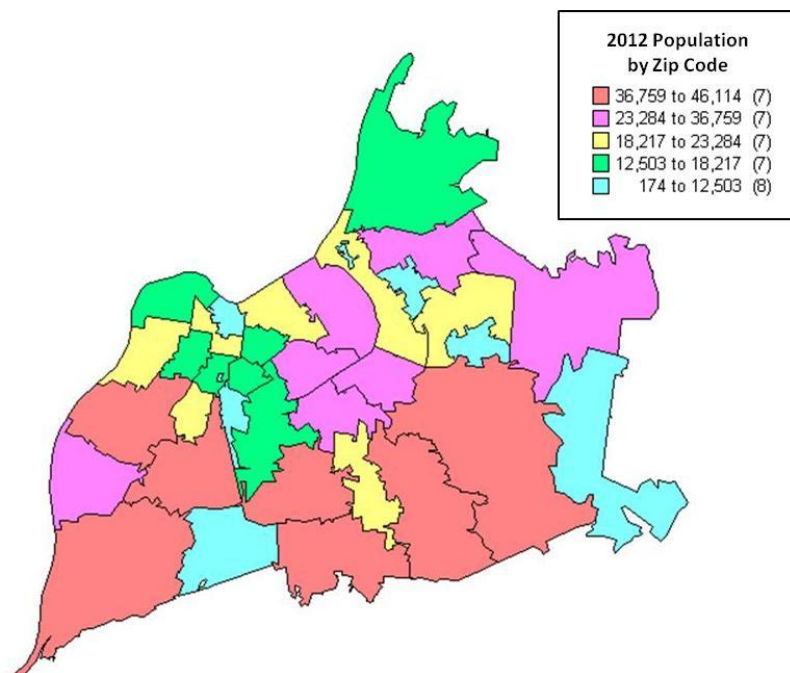 2012 Population
by Zip Code
36,759 to 46,114 (7)
23,284 to 36,759 (7)
18,217 to 23,284 (7)
12,503 to 18,217 (7)
174 to 12,503 (8)